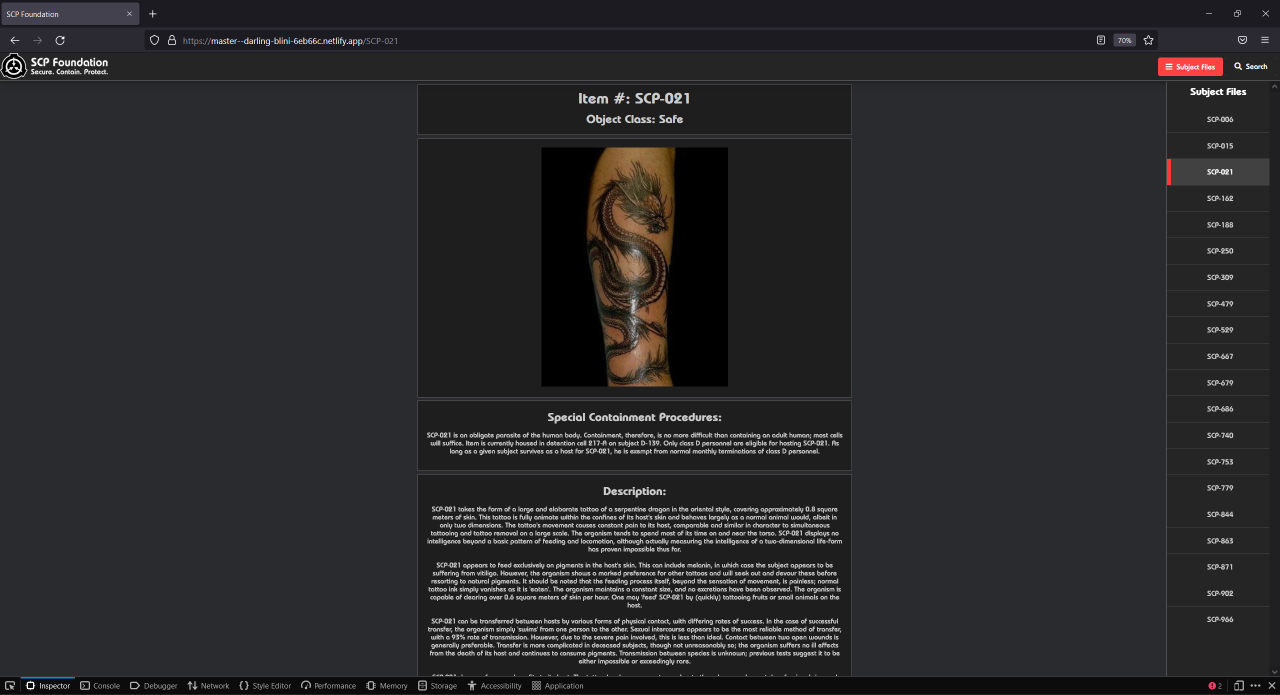 SCP Foundation
https://master--darling-blini-6eb66c.netlify.app/SCP-021
70%
SCP Foundation
Secure. Contain. Protect.
Subject Files
Search
Item #: SCP-021
Object Class: Safe
Special Containment Procedures:
SCP-021 is an obligate parasite of the human body. Containment, therefore, is no more difficult than containing an adult human; most cells
will suffice. Item is currently housed in detention cell 217-A on subject D-139. Only class D personnel are eligible for hosting SCP-021. As
long as a given subject survives as a host for SCP-021, he is exempt from normal monthly terminations of class D personnel.
Description:
SCP-021 takes the form of a large and elaborate tattoo of a serpentine dragon in the oriental style, covering approximately 0.8 square
meters of skin. This tattoo is fully animate within the confines of its host's skin and behaves largely as a normal animal would, albeit in
only two dimensions. The tattoo's movement causes constant pain to its host, comparable and similar in character to simultaneous
tattooing and tattoo removal on a large scale. The organism tends to spend most of its time on and near the torso. SCP-021 displays no
intelligence beyond a basic pattern of feeding and locomotion, although actually measuring the intelligence of a two-dimensional life-form
has proven impossible thus far.
SCP-021 appears to feed exclusively on pigments in the host's skin. This can include melanin, in which case the subject appears to be
suffering from vitiligo. However, the organism shows a marked preference for other tattoos and will seek out and devour these before
resorting to natural pigments. It should be noted that the feeding process itself, beyond the sensation of movement, is painless; normal
tattoo ink simply vanishes as it is 'eaten'. The organism maintains a constant size, and no excretions have been observed. The organism is
capable of clearing over 0.6 square meters of skin per hour. One may 'feed' SCP-021 by (quickly) tattooing fruits or small animals on the
host.
SCP-021 can be transferred between hosts by various forms of physical contact, with differing rates of success. In the case of successful
transfer, the organism simply 'swims' from one person to the other. Sexual intercourse appears to be the most reliable method of transfer,
with a 93% rate of transmission. However, due to the severe pain involved, this is less than ideal. Contact between two open wounds is
generally preferable. Transfer is more complicated in deceased subjects, though not unreasonably so; the organism suffers no ill effects
from the death of its host and continues to consume pigments. Transmission between species is unknown; previous tests suggest it to be
either impossible or exceedingly rare.
Subject Files
SCP-006
SCP-015
SCP-021
SCP-162
SCP-188
SCP-250
SCP-309
SCP-479
SCP-529
SCP-667
SCP-679
SCP-686
SCP-740
SCP-753
SCP-779
SCP-844
SCP-863
SCP-871
SCP-902
SCP-966
Inspector
Console
Debugger
Network
Style Editor
Performance
Memory
Storage
Accessibility
Application
2